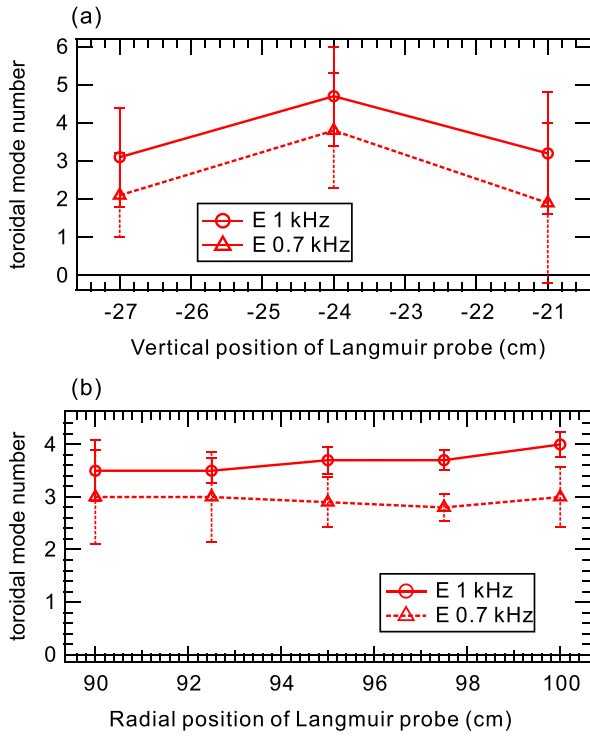 (a)
toroidal mode number
6
5
4
3
2
1
0
E 1 kHz
E 0.7 kHz
-27 -26 -25 -24 -23 -22 -21
Vertical position of Langmuir probe (cm)
(b)
toroidal mode number
4
3
2
0
E 1 kHz
E 0.7 kHz
90 92 94 96 98 100
Radial position of Langmuir probe (cm)